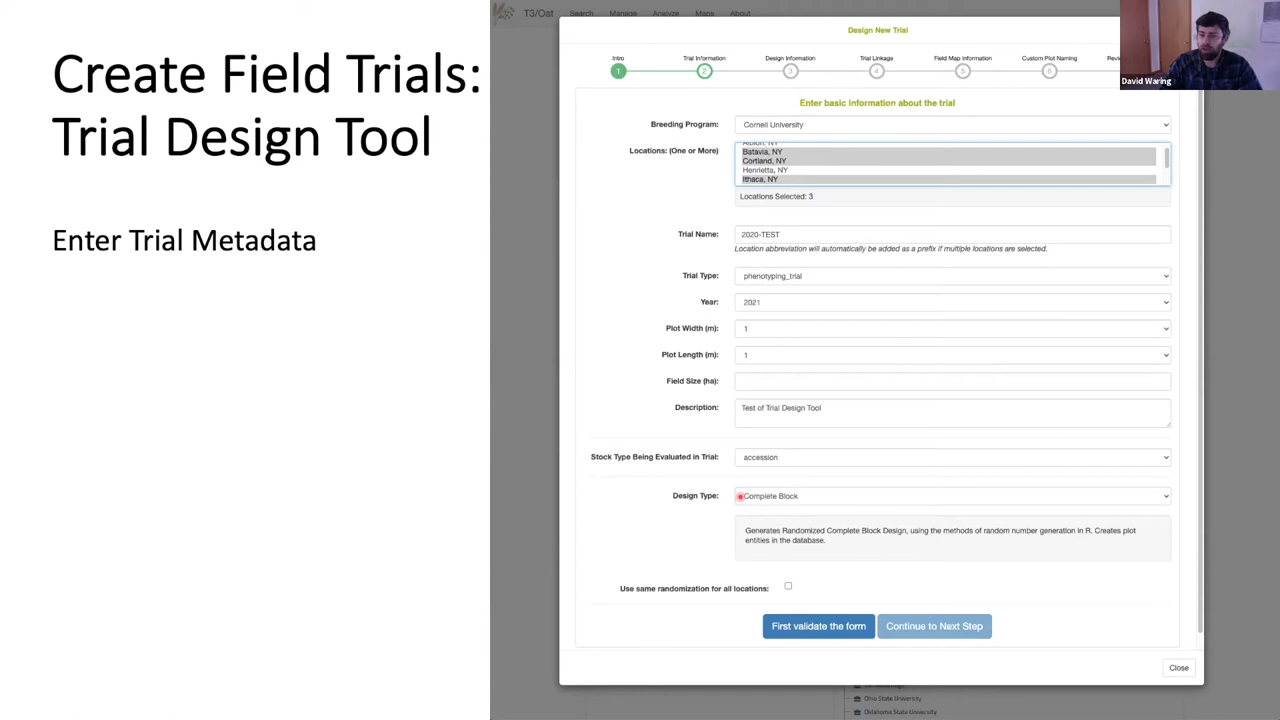 Create Field Trials:
Trial Design Tool
Enter Trial Metadata
T3/Oat Search Manage Analyze Maps About
Design New Trial
Intro Trial Information Design Information Trial Linkage Field Map Information Custom Plot Naming
1 2 3 4 5 6
David Waring
Enter basic information about the trial
Breeding Program: Cornell University
Locations: (One or More)
Albion, NY
Batavia, NY
Cortland, NY
Henrietta, NY
Ithaca, NY
Locations Selected: 3
Trial Name: 2020-TEST
Location abbreviation will automatically be added as a prefix if multiple locations are selected.
Trial Type: phenotyping_trial
Year: 2021
Plot Width (m): 1
Plot Length (m): 1
Field Size (ha):
Description: Test of Trial Design Tool
Stock Type Being Evaluated in Trial: accession
Design Type: Complete Block
Generates Randomized Complete Block Design, using the methods of random number generation in R. Creates plot
entities in the database.
Use same randomization for all locations:
First validate the form Continue to Next Step
Close
Ohio State University
Oklahoma State University